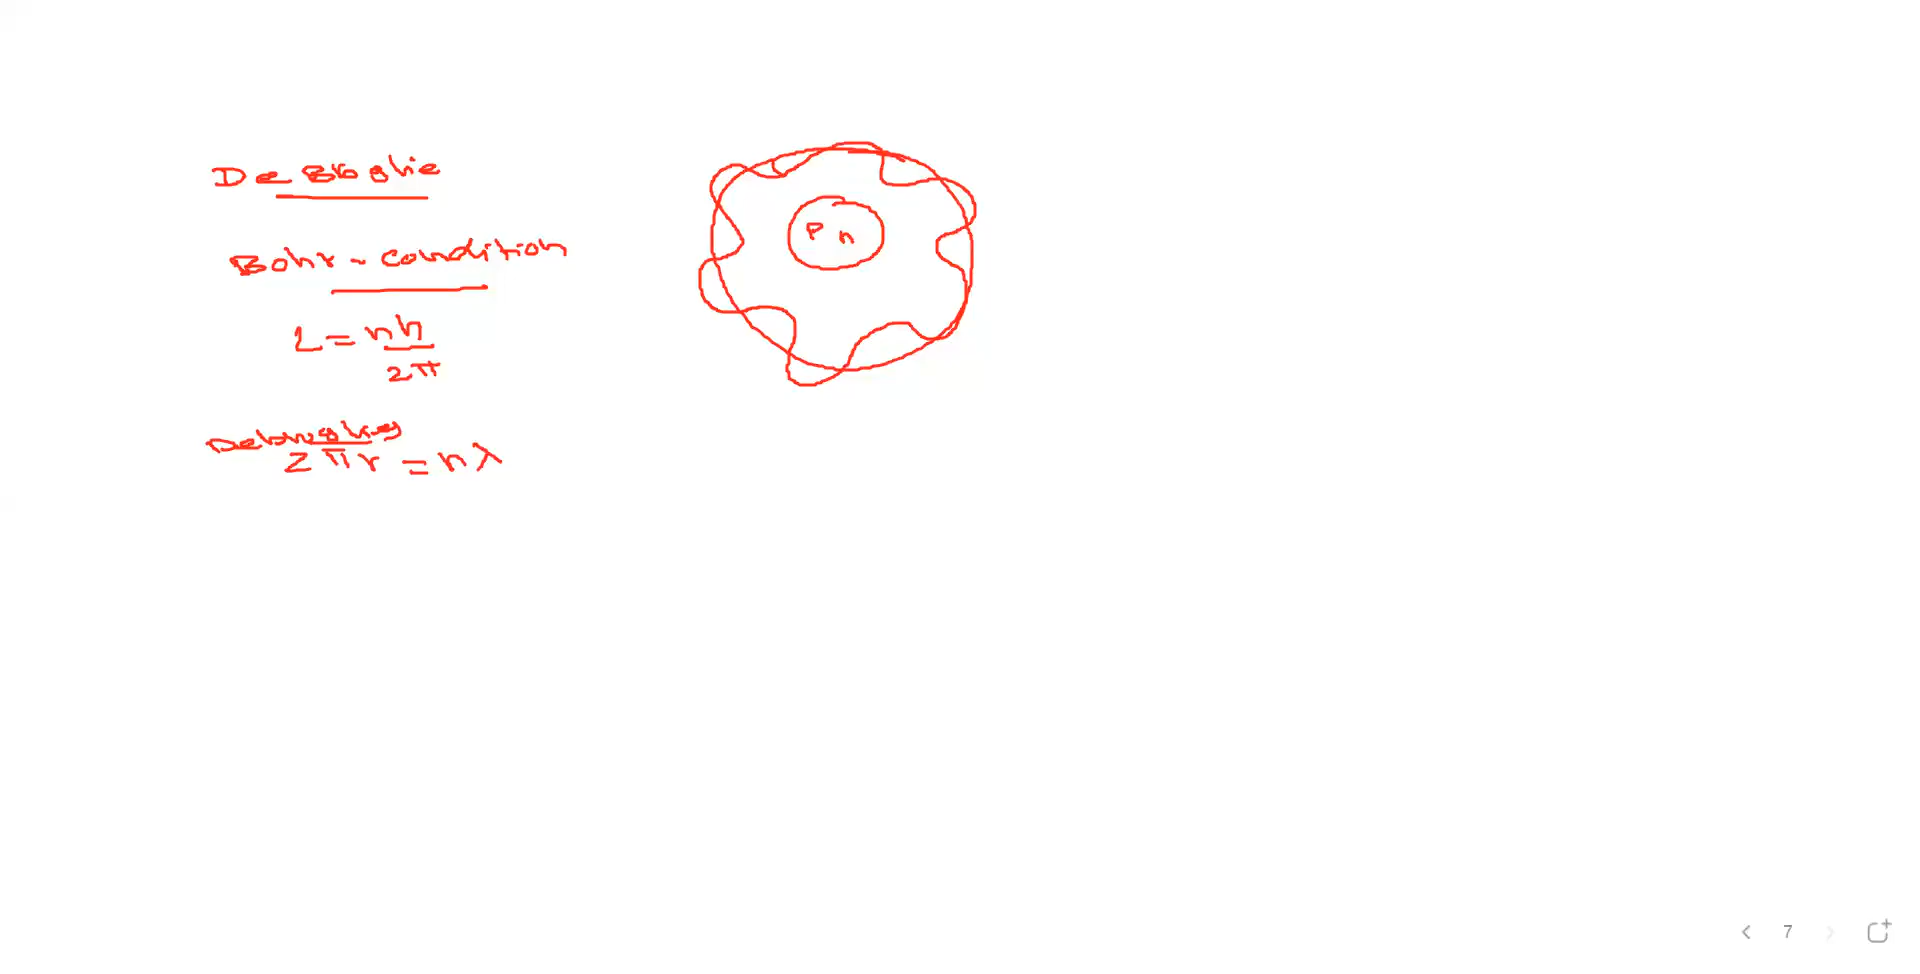 De Broglie
Bohr - condition
L = nh
2π
2πr = nλ
P n
7